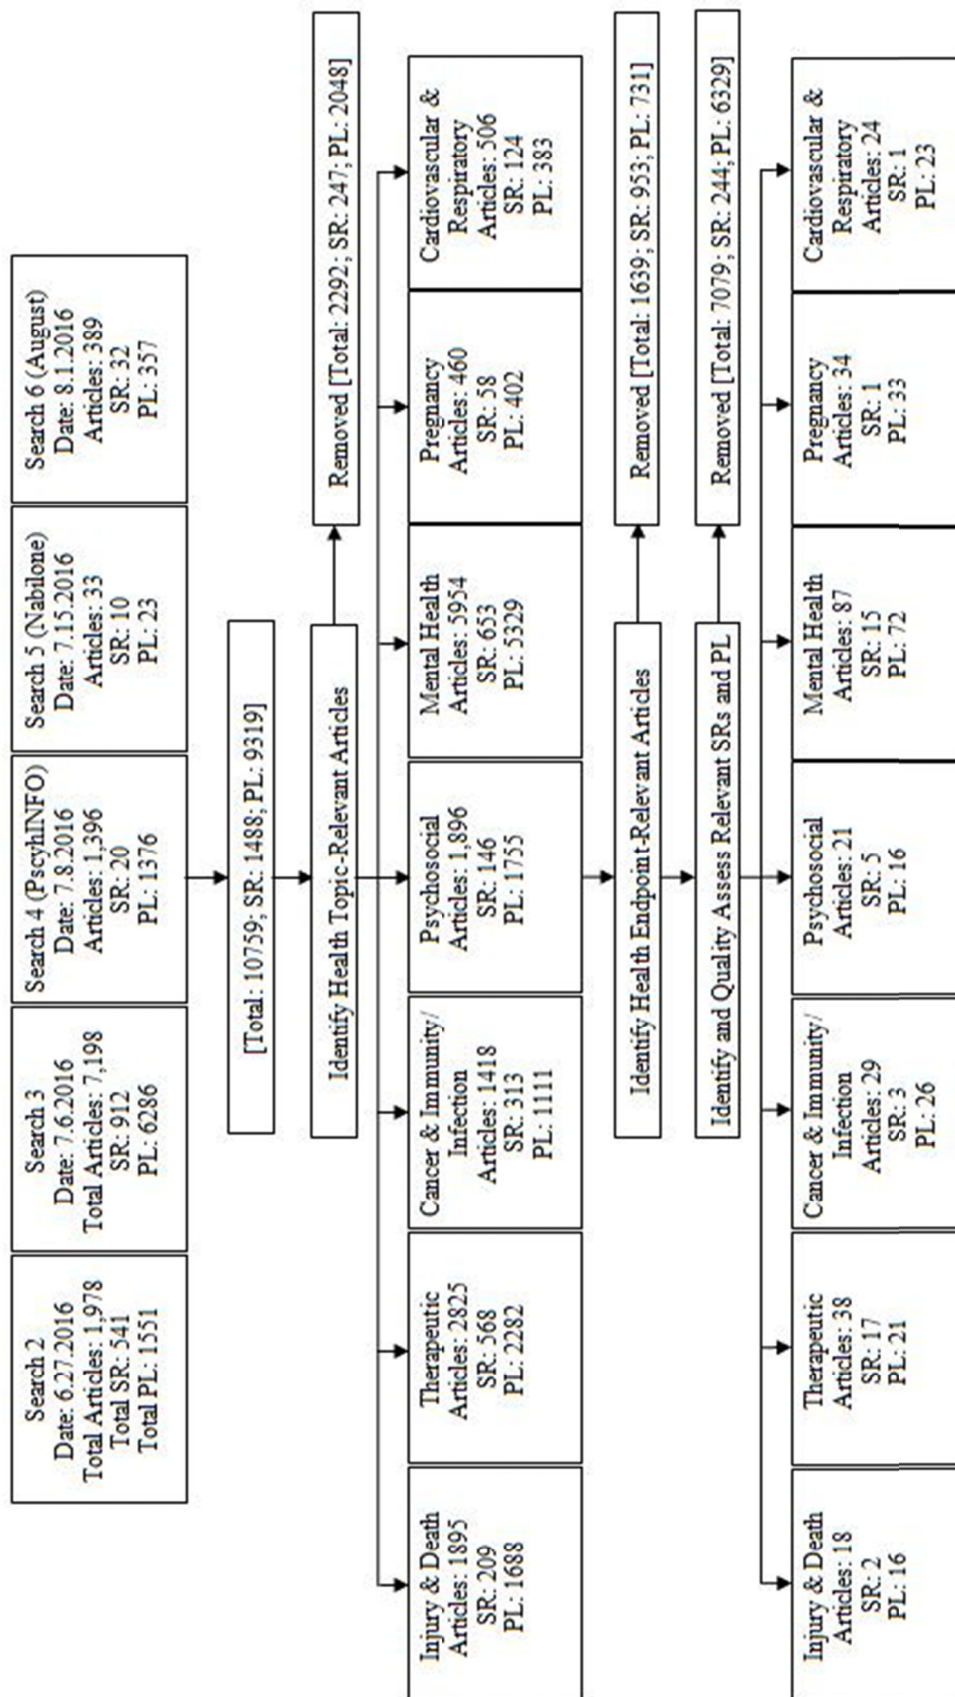 Search 2
Date: 6.27.2016
Total Articles: 1,978
Total SR: 541
Total PL: 1551
Search 3
Date: 7.6.2016
Total Articles: 7,198
SR: 912
PL: 6286
Search 4 (PscyhINFO)
Date: 7.8.2016
Articles: 1,396
SR: 20
PL: 1376
Search 5 (Nabilone)
Date: 7.15.2016
Articles: 33
SR: 10
PL: 23
Search 6 (August)
Date: 8.1.2016
Articles: 389
SR: 32
PL: 357
[Total: 10759; SR: 1488; PL: 9319]
Identify Health Topic-Relevant Articles
Removed [Total: 2292; SR: 247; PL: 2048]
Injury & Death
Articles: 1895
SR: 209
PL: 1688
Therapeutic
Articles: 2825
SR: 568
PL: 2282
Cancer & Immunity/
Infection
Articles: 1418
SR: 313
PL: 1111
Psychosocial
Articles: 1,896
SR: 146
PL: 1755
Mental Health
Articles: 5954
SR: 653
PL: 5329
Pregnancy
Articles: 460
SR: 58
PL: 402
Cardiovascular &
Respiratory
Articles: 506
SR: 124
PL: 383
Identify Health Endpoint-Relevant Articles
Removed [Total: 1639; SR: 953; PL: 731]
Identify and Quality Assess Relevant SRs and PL
Removed [Total: 7079; SR: 244; PL: 6329]
Injury & Death
Articles: 18
SR: 2
PL: 16
Therapeutic
Articles: 38
SR: 17
PL: 21
Cancer & Immunity/
Infection
Articles: 29
SR: 3
PL: 26
Psychosocial
Articles: 21
SR: 5
PL: 16
Mental Health
Articles: 87
SR: 15
PL: 72
Pregnancy
Articles: 34
SR: 1
PL: 33
Cardiovascular &
Respiratory
Articles: 24
SR: 1
PL: 23